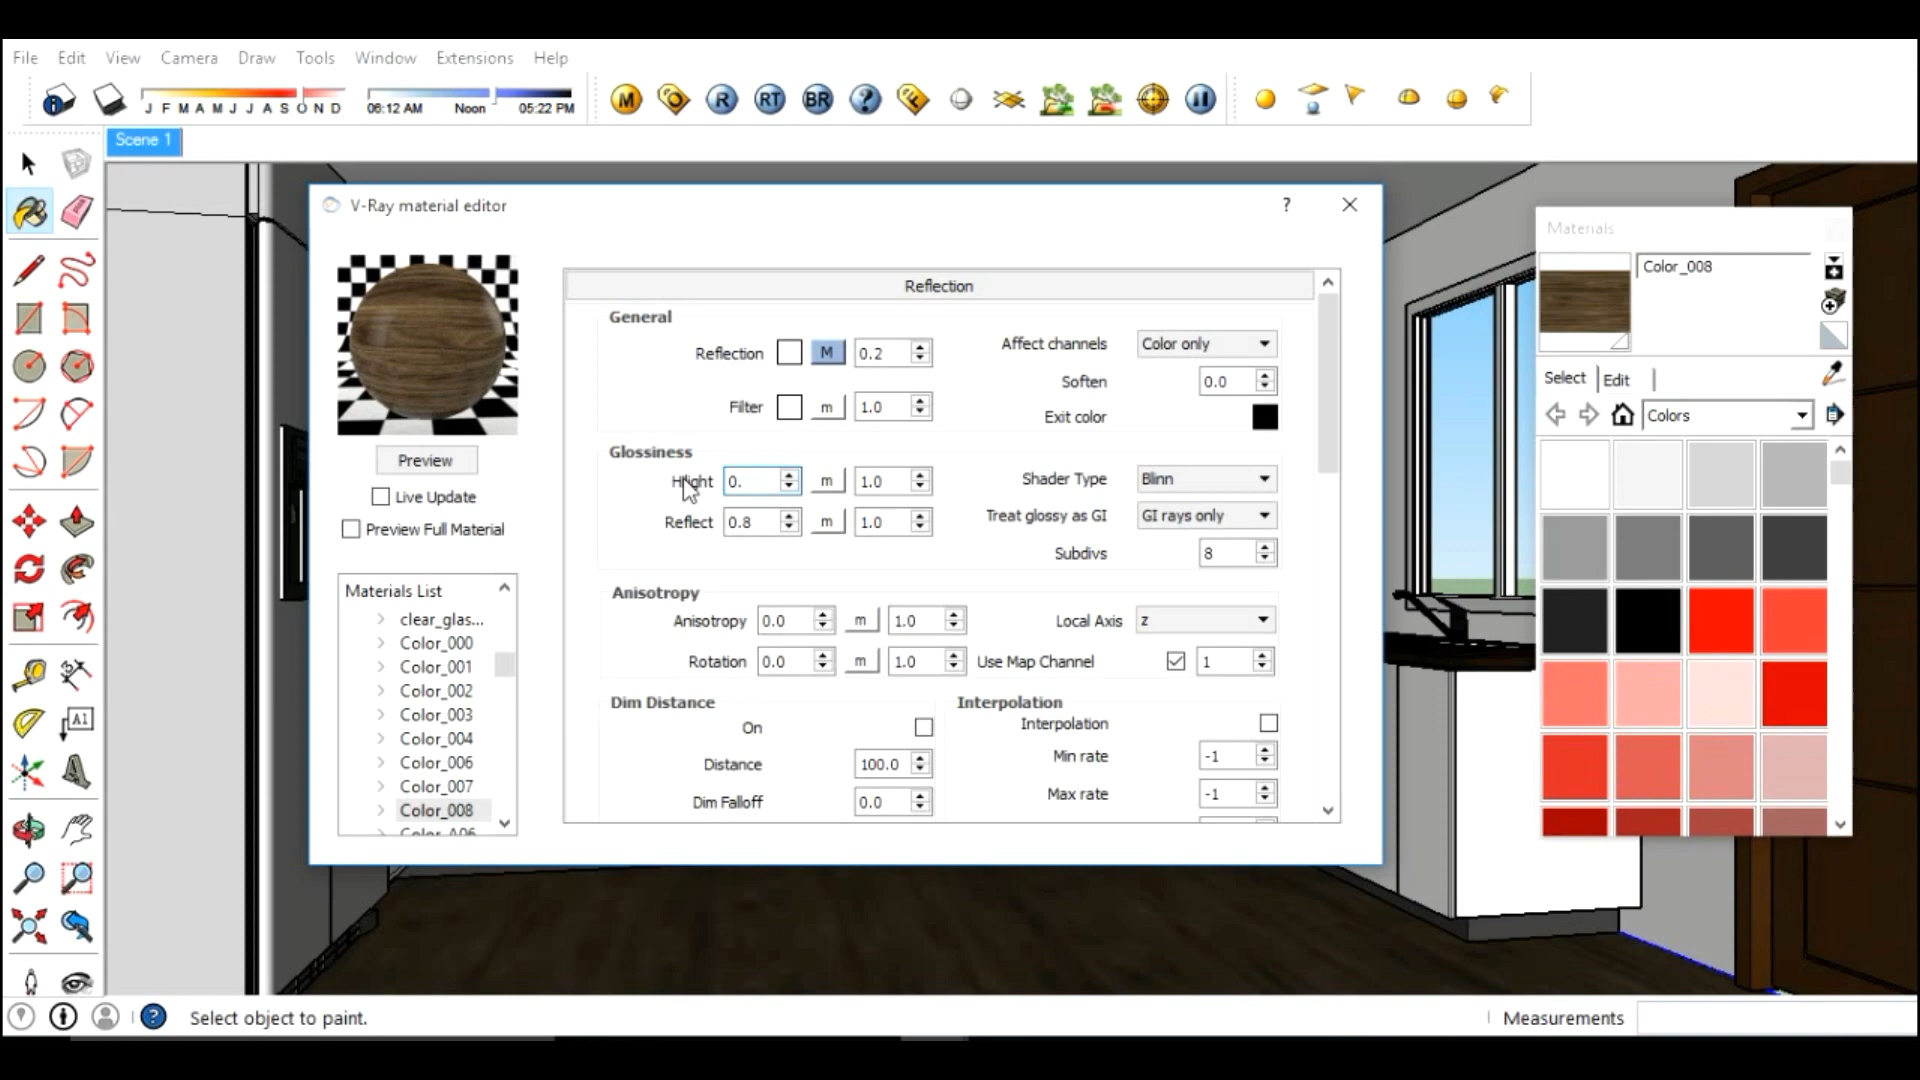 File Edit View Camera Draw Tools Window Extensions Help
J F M A M J J A S O N D 06:12 AM Noon 05:22 PM M R RT BR ?
Scene 1
V-Ray material editor ?
Materials
Color_008
Reflection
General
Reflection M 0.2 Affect channels Color only
Soften 0.0
Filter m 1.0 Exit color
Select Edit
Colors
Glossiness
Preview
Hilight 0. m 1.0 Shader Type Blinn
Live Update
Reflect 0.8 m 1.0 Treat glossy as GI GI rays only
Preview Full Material
Subdivs 8
Materials List
Anisotropy
clear_glas...
Anisotropy 0.0 m 1.0 Local Axis z
Color_000
Color_001
Rotation 0.0 m 1.0 Use Map Channel 1
Color_002
Dim Distance Interpolation
Color_003
On Interpolation
Color_004
Color_006
Distance 100.0 Min rate -1
Color_007
Dim Falloff 0.0 Max rate -1
Color_008
Color_A06
A1
? Select object to paint. Measurements